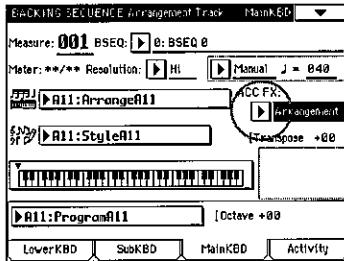 BACKING SEQUENCE Arrangement Track MainKBD
Measure: 001 BSEQ: 0: BSEQ 0
Meter: **/** Resolution: Hi Manual ♩ = 040
ACC FX:
A11:ArrangeA11 Arrangement
A11:StyleA11 [Transpose +00
A11:ProgramA11 [Octave +00
LowerKBD SubKBD MainKBD Activity